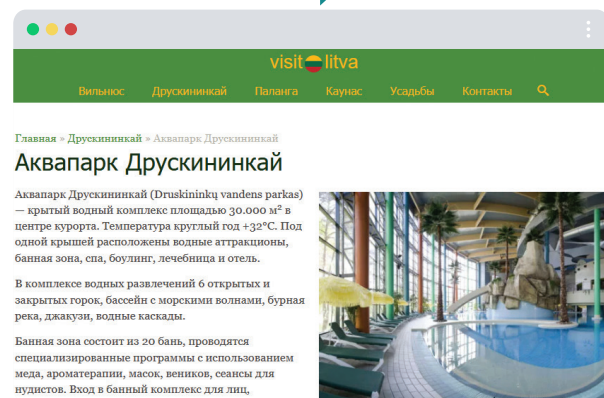 visit litva
Вильнюс Друскининкай Паланга Каунас Усадьбы Контакты
Главная » Друскининкай » Аквапарк Друскининкай
Аквапарк Друскининкай
Аквапарк Друскининкай (Druskininkų vandens parkas)
— крытый водный комплекс площадью 30.000 м² в
центре курорта. Температура круглый год +32°C. Под
одной крышей расположены водные аттракционы,
банная зона, спа, боулинг, лечебница и отель.
В комплексе водных развлечений 6 открытых и
закрытых горок, бассейн с морскими волнами, бурная
река, джакузи, водные каскады.
Банная зона состоит из 20 бань, проводятся
специализированные программы с использованием
меда, ароматерапии, масок, веников, сеансы для
нудистов. Вход в банный комплекс для лиц,